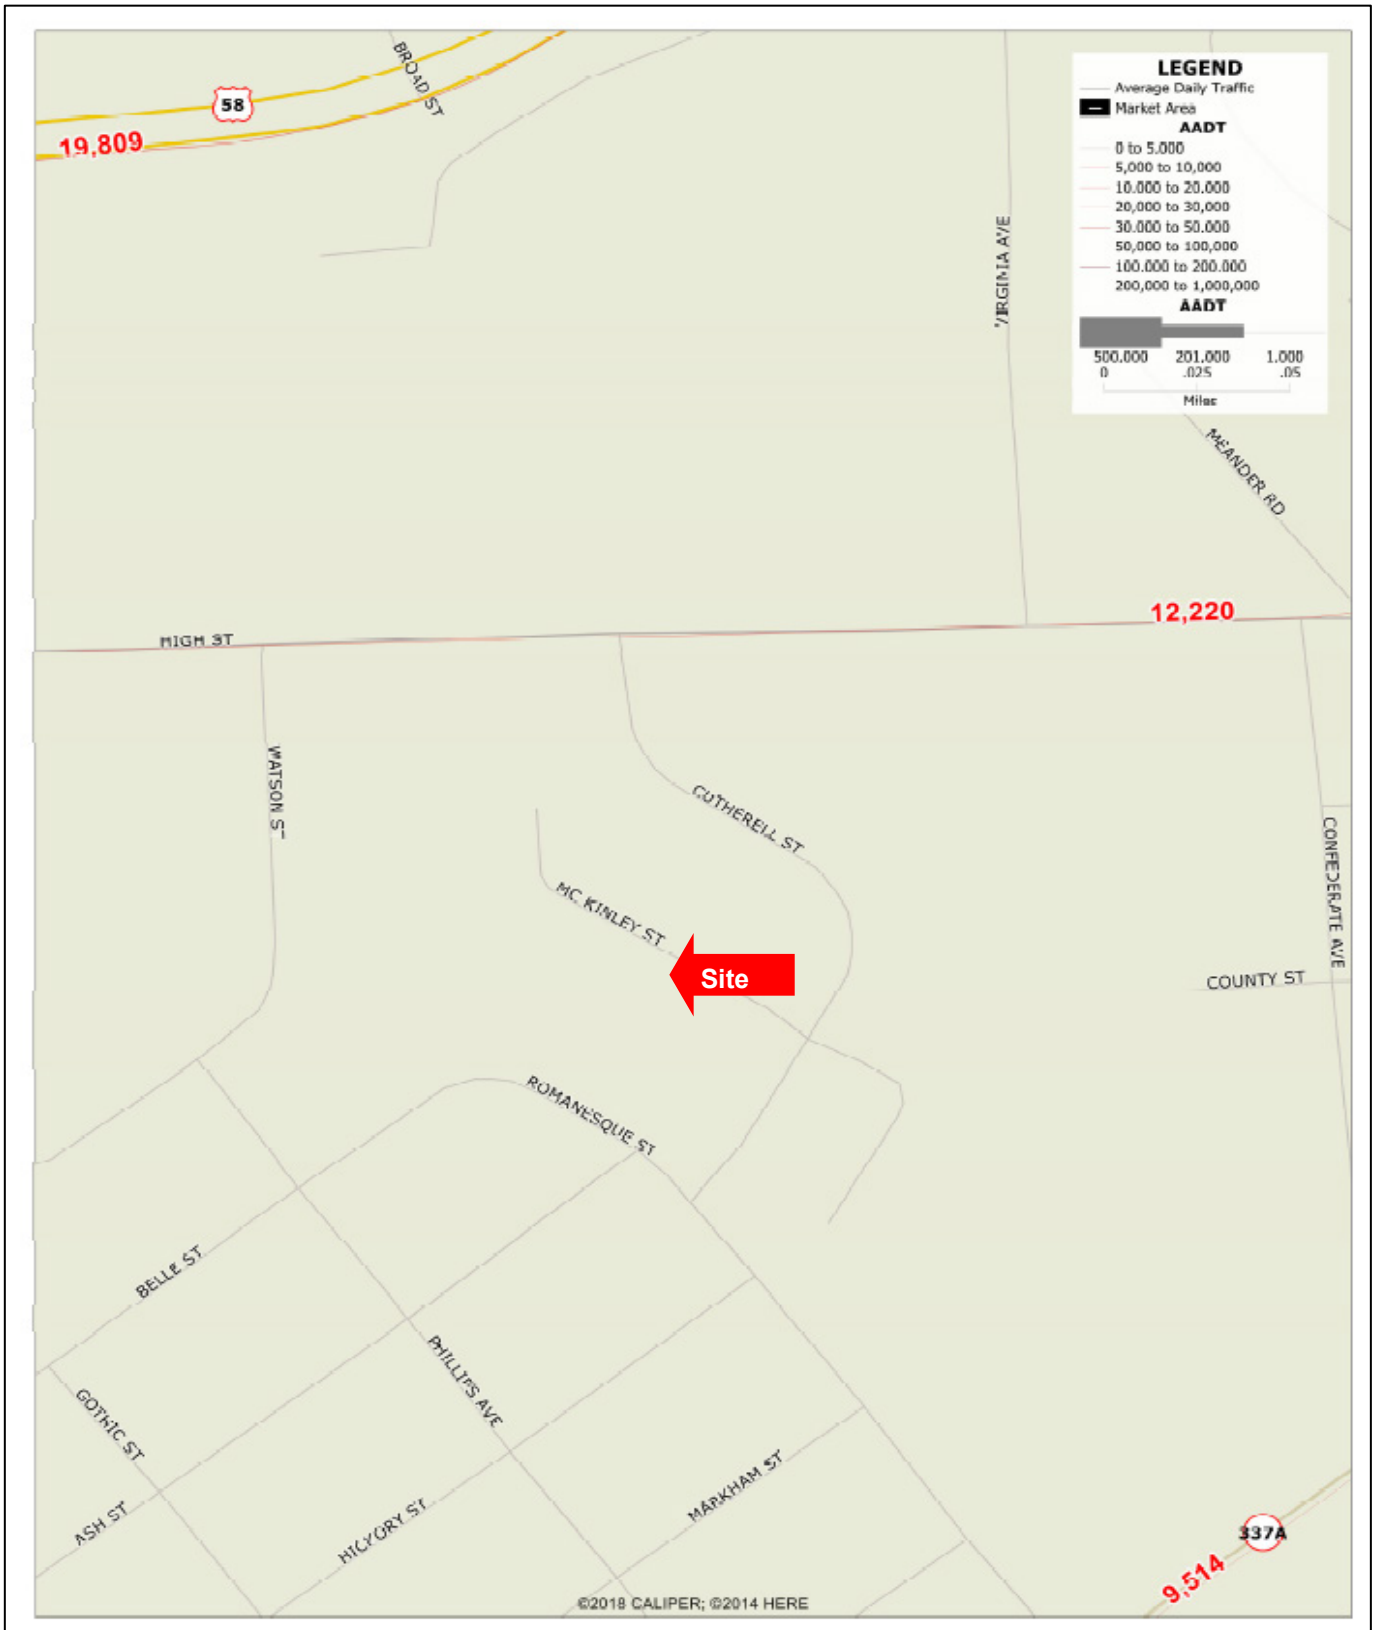 BROAD ST
58
19,809
LEGEND
Average Daily Traffic
Market Area
AADT
0 to 5.000
5,000 to 10,000
10.000 to 20.000
20,000 to 30,000
30.000 to 50.000
50,000 to 100,000
100.000 to 200.000
200,000 to 1,000,000
AADT
500.000 201.000 1.000
0 .025 .05
Miles
VIRGINIA AVE
MEANDER RD
12,220
HIGH ST
WATSON ST
COTHERELL ST
CONFEDERATE AVE
MC KINLEY ST
Site
COUNTY ST
ROMANESQUE ST
BELLE ST
PHILLIPS AVE
GOTHIC ST
ASH ST
HICKORY ST
MARKHAM ST
337A
9,514
©2018 CALIPER; ©2014 HERE